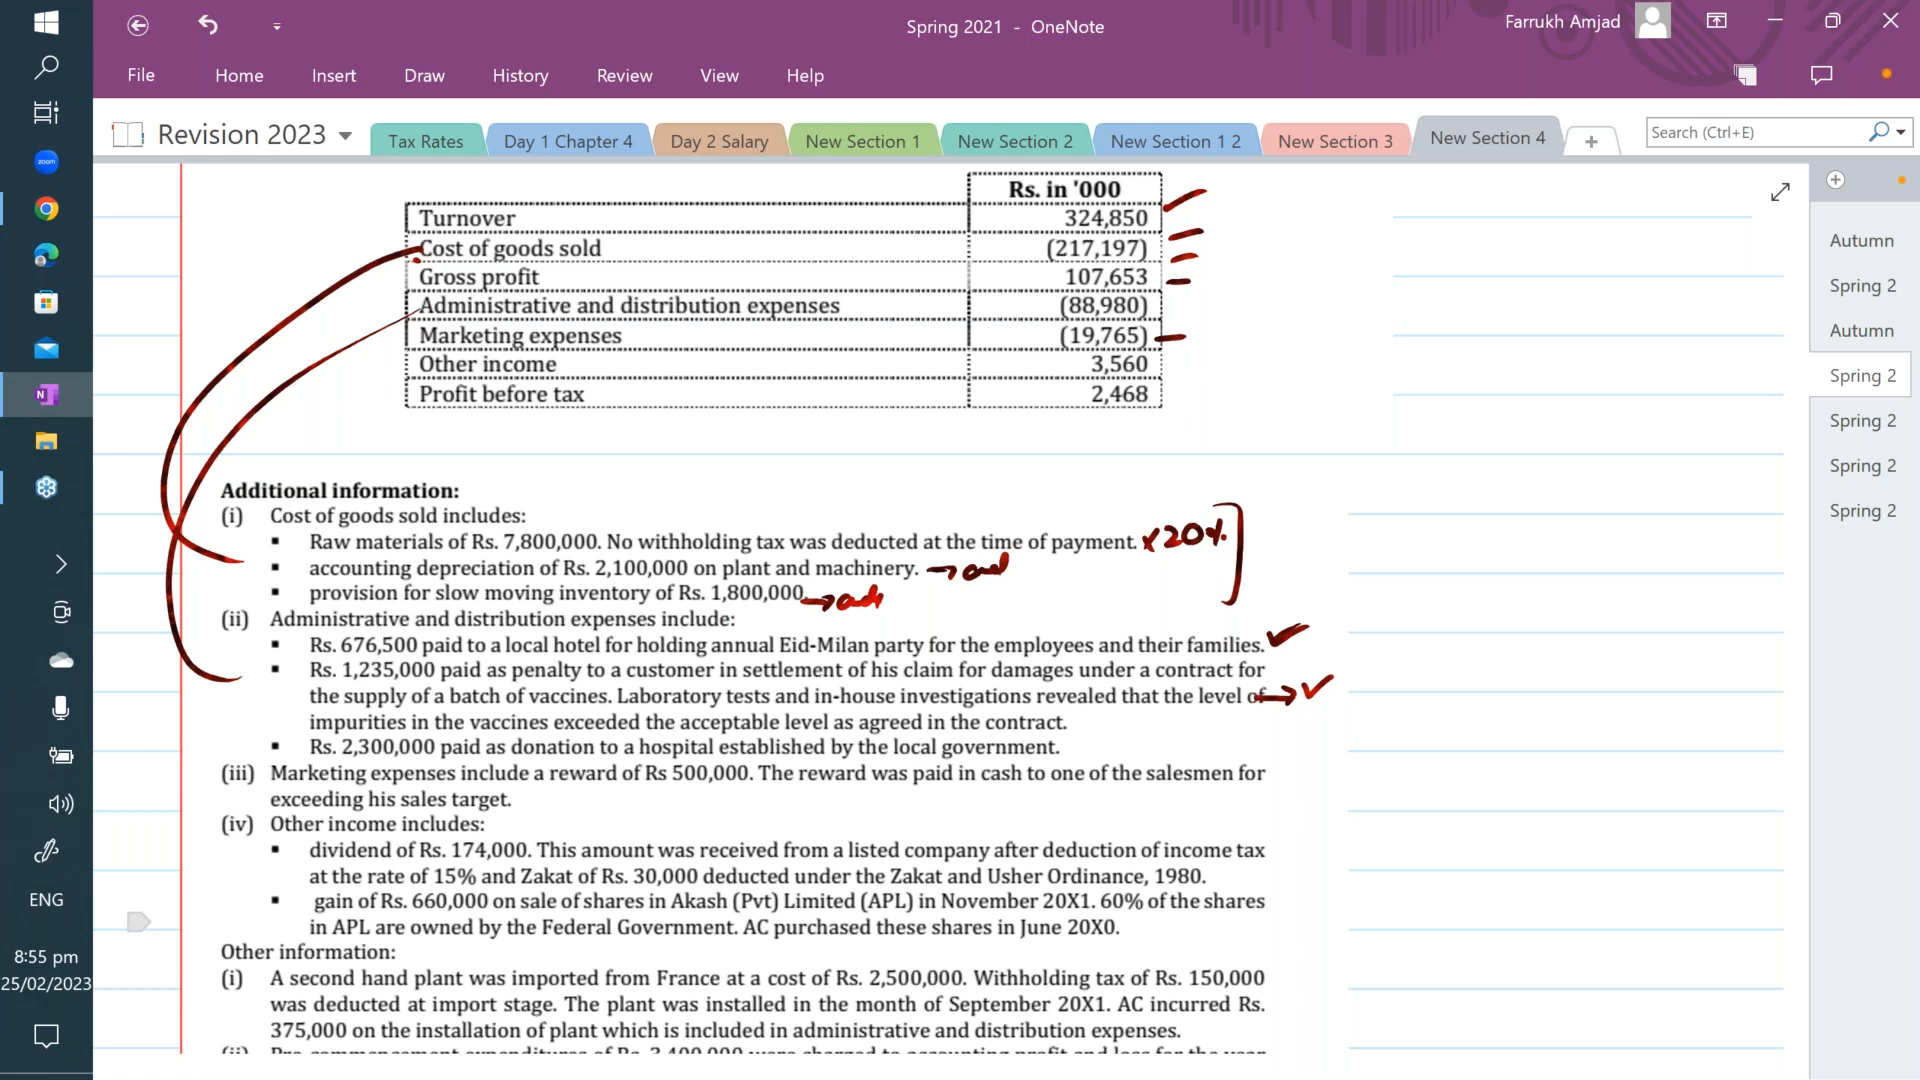 Spring 2021 - OneNote
Farrukh Amjad
File Home Insert Draw History Review View Help
Revision 2023
Tax Rates
Day 1 Chapter 4
Day 2 Salary
New Section 1
New Section 2
New Section 1 2
New Section 3
New Section 4
Search (Ctrl+E)
Rs. in '000
Turnover 324,850
Cost of goods sold (217,197)
Gross profit 107,653
Administrative and distribution expenses (88,980)
Marketing expenses (19,765)
Other income 3,560
Profit before tax 2,468
Additional information:
(i) Cost of goods sold includes:
▪ Raw materials of Rs. 7,800,000. No withholding tax was deducted at the time of payment. x20%
▪ accounting depreciation of Rs. 2,100,000 on plant and machinery. → add
▪ provision for slow moving inventory of Rs. 1,800,000. → add
(ii) Administrative and distribution expenses include:
▪ Rs. 676,500 paid to a local hotel for holding annual Eid-Milan party for the employees and their families.
▪ Rs. 1,235,000 paid as penalty to a customer in settlement of his claim for damages under a contract for
the supply of a batch of vaccines. Laboratory tests and in-house investigations revealed that the level of
impurities in the vaccines exceeded the acceptable level as agreed in the contract.
▪ Rs. 2,300,000 paid as donation to a hospital established by the local government.
(iii) Marketing expenses include a reward of Rs 500,000. The reward was paid in cash to one of the salesmen for
exceeding his sales target.
(iv) Other income includes:
▪ dividend of Rs. 174,000. This amount was received from a listed company after deduction of income tax
at the rate of 15% and Zakat of Rs. 30,000 deducted under the Zakat and Usher Ordinance, 1980.
▪ gain of Rs. 660,000 on sale of shares in Akash (Pvt) Limited (APL) in November 20X1. 60% of the shares
in APL are owned by the Federal Government. AC purchased these shares in June 20X0.
Other information:
(i) A second hand plant was imported from France at a cost of Rs. 2,500,000. Withholding tax of Rs. 150,000
was deducted at import stage. The plant was installed in the month of September 20X1. AC incurred Rs.
375,000 on the installation of plant which is included in administrative and distribution expenses.
Autumn
Spring 2
Autumn
Spring 2
Spring 2
Spring 2
Spring 2
zoom
ENG
8:55 pm
25/02/2023